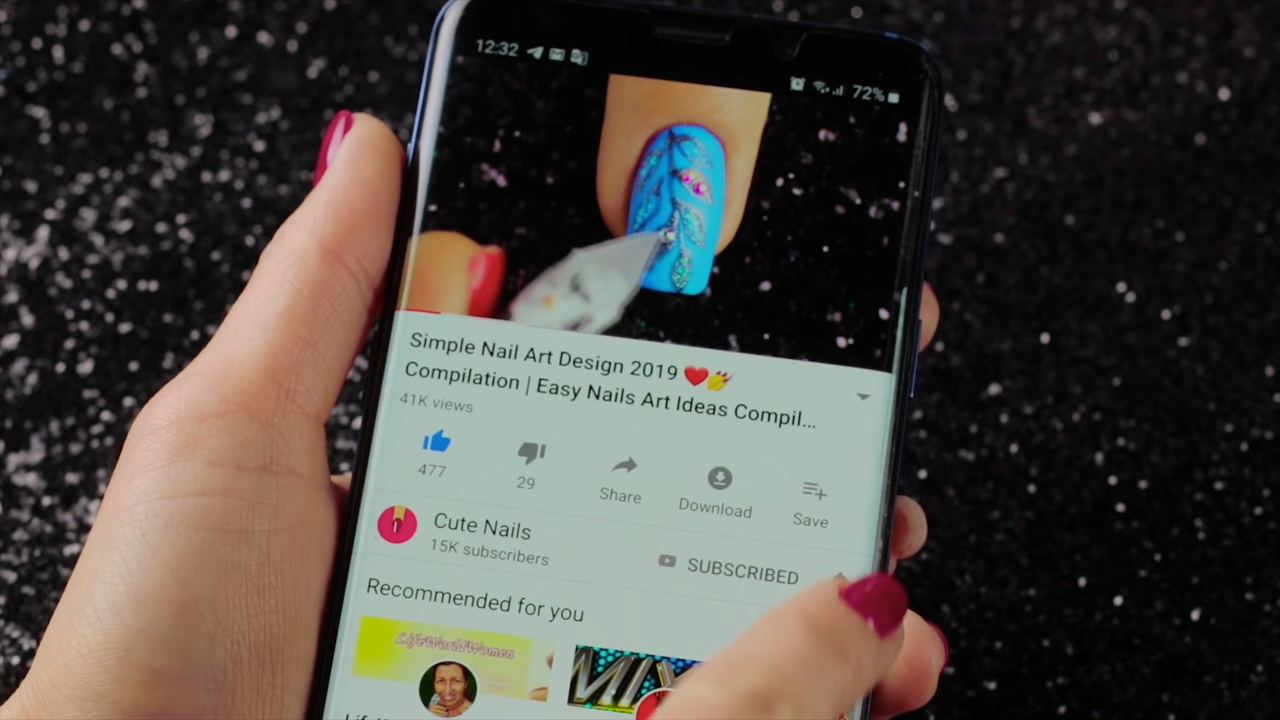 12:32 72%
Simple Nail Art Design 2019 ❤️💅
Compilation | Easy Nails Art Ideas Compil...
41K views
477 29 Share Download Save
Cute Nails
15K subscribers
SUBSCRIBED
Recommended for you
LifeWorldWomen